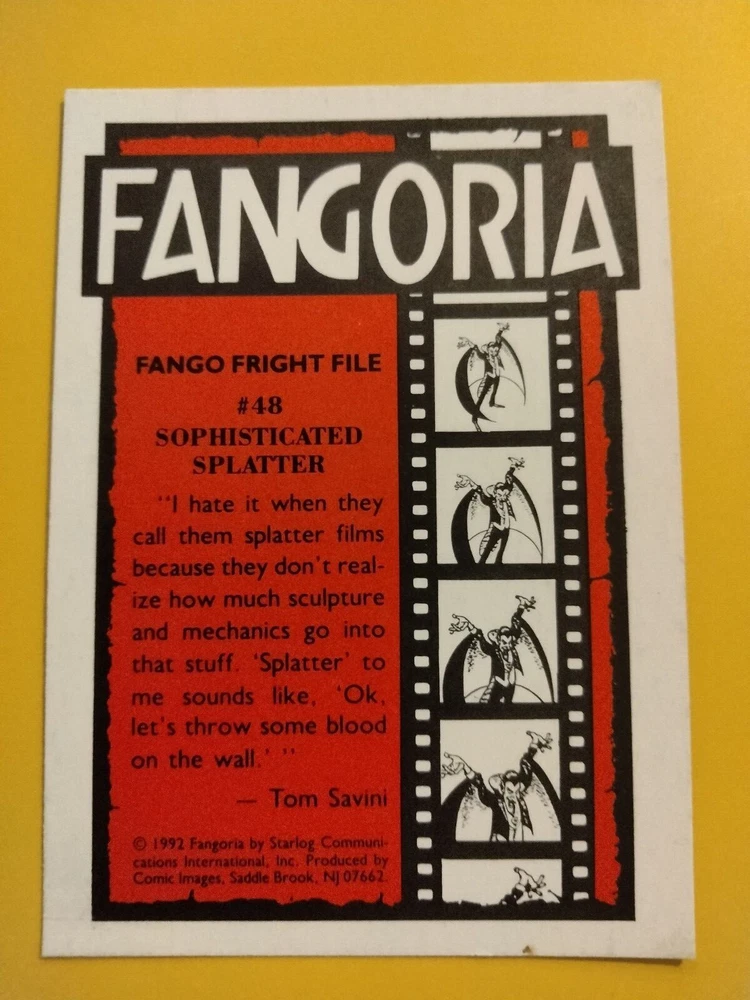 FANGORIA
FANGO FRIGHT FILE
#48
SOPHISTICATED
SPLATTER
"I hate it when they
call them splatter films
because they don't real-
ize how much sculpture
and mechanics go into
that stuff. 'Splatter' to
me sounds like, 'Ok,
let's throw some blood
on the wall.' "
— Tom Savini
© 1992 Fangoria by Starlog Communi-
cations International, Inc. Produced by
Comic Images, Saddle Brook, NJ 07662.